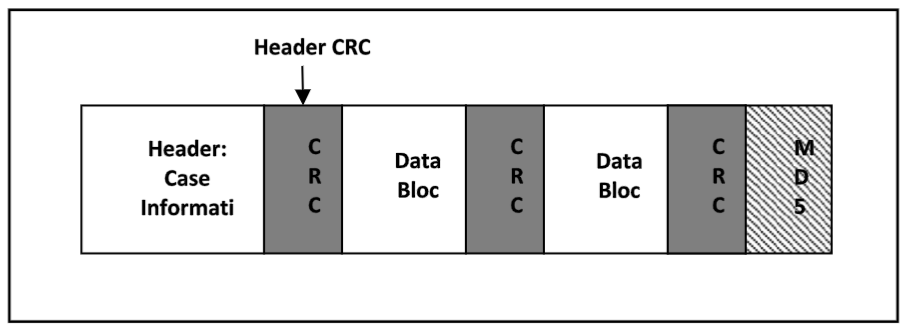 Header CRC
Header:
Case
Informati
C
R
C
Data
Bloc
C
R
C
Data
Bloc
C
R
C
M
D
5